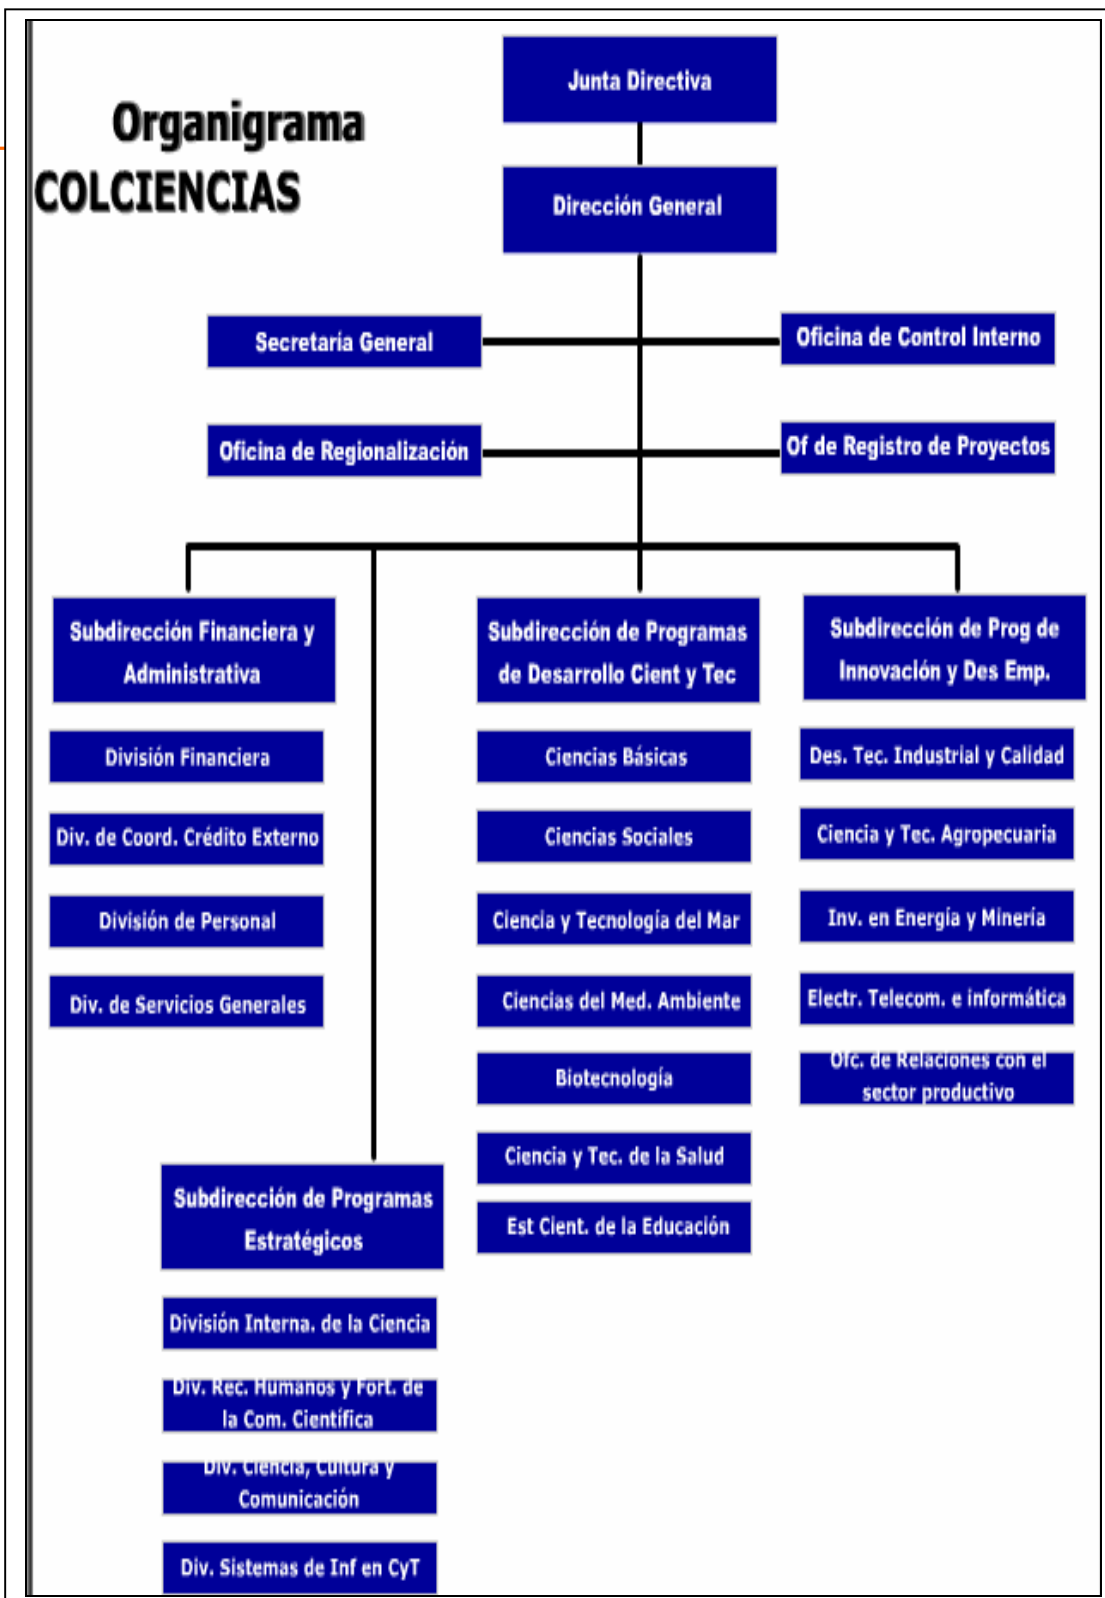 Organigrama
COLCIENCIAS
Junta Directiva
Dirección General
Secretaría General
Oficina de Control Interno
Oficina de Regionalización
Of de Registro de Proyectos
Subdirección Financiera y
Administrativa
División Financiera
Div. de Coord. Crédito Externo
División de Personal
Div. de Servicios Generales
Subdirección de Programas
Estratégicos
División Interna. de la Ciencia
Div. Rec. Humanos y Fort. de
la Com. Científica
Div. Ciencia, Cultura y
Comunicación
Div. Sistemas de Inf en CyT
Subdirección de Programas
de Desarrollo Cient y Tec
Ciencias Básicas
Ciencias Sociales
Ciencia y Tecnología del Mar
Ciencias del Med. Ambiente
Biotecnología
Ciencia y Tec. de la Salud
Est Cient. de la Educación
Subdirección de Prog de
Innovación y Des Emp.
Des. Tec. Industrial y Calidad
Ciencia y Tec. Agropecuaria
Inv. en Energía y Minería
Electr. Telecom. e informática
Ofc. de Relaciones con el
sector productivo